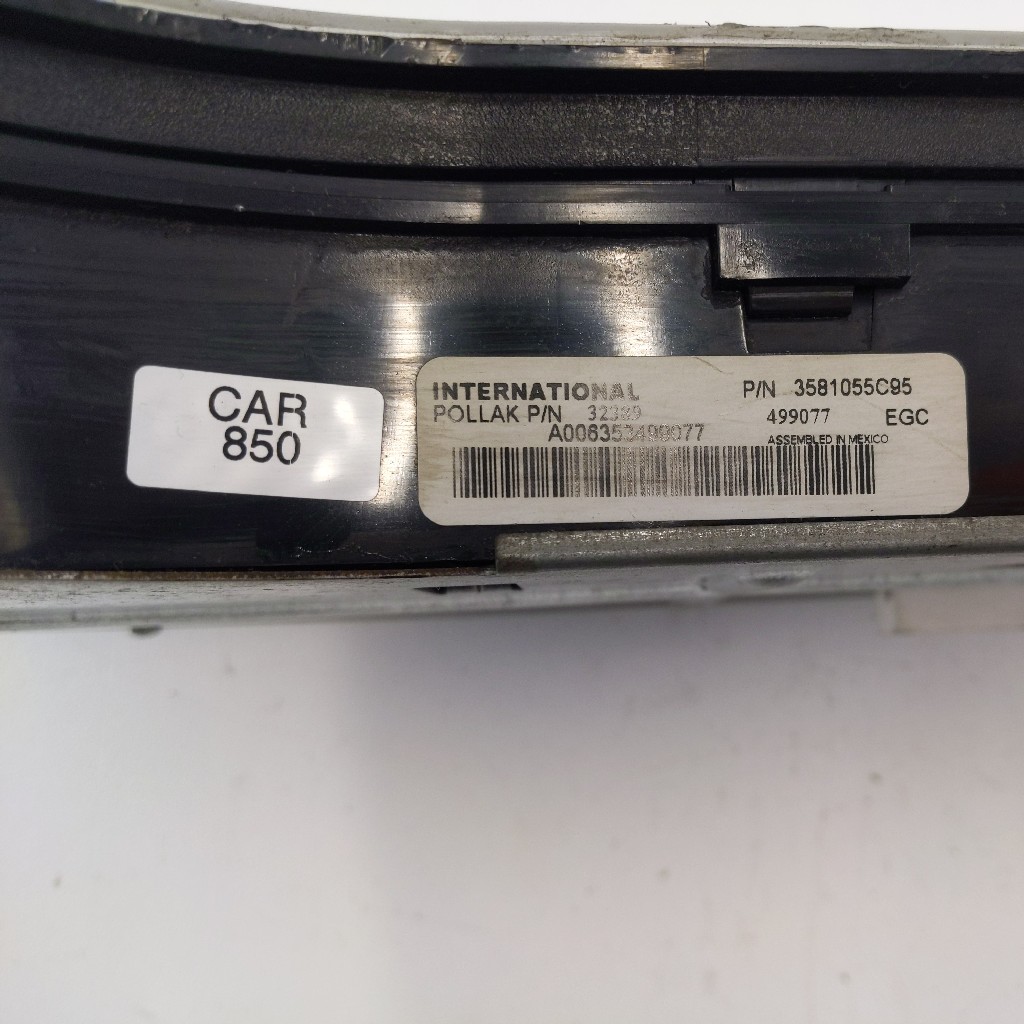 CAR
850
INTERNATIONAL P/N 3581055C95
POLLAK P/N 499077 EGC
ASSEMBLED IN MEXICO